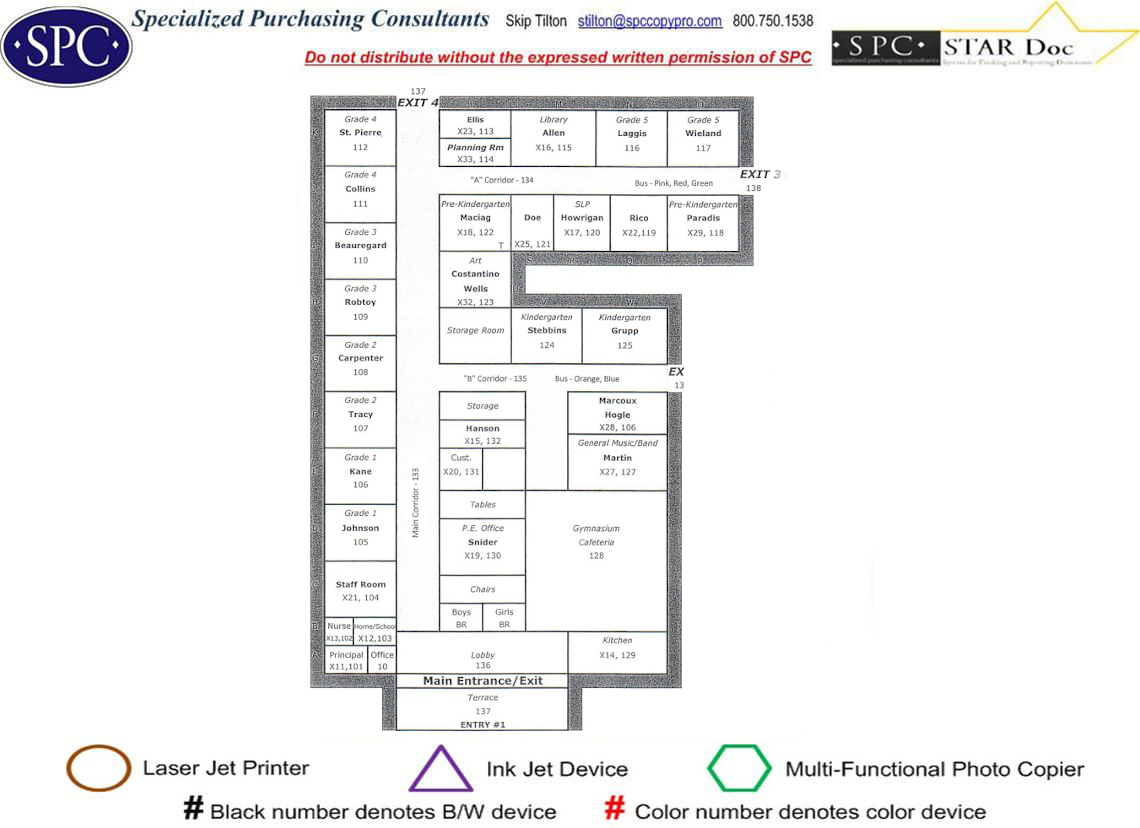 SPC
Specialized Purchasing Consultants Skip Tilton stilton@spccopypro.com 800.750.1538
Do not distribute without the expressed written permission of SPC
SPC STAR Doc
specialized purchasing consultants System for Tracking and Reporting Documents
137
EXIT 4
Grade 4
St. Pierre
112
Ellis
X23, 113
Planning Rm
X33, 114
Library
Allen
X16, 115
Grade 5
Laggis
116
Grade 5
Wieland
117
"A" Corridor - 134
Bus - Pink, Red, Green
EXIT 3
138
Grade 4
Collins
111
Pre-Kindergarten
Maciag
X18, 122
T
Doe
X25, 121
SLP
Howrigan
X17, 120
Rico
X22,119
Pre-Kindergarten
Paradis
X29, 118
Grade 3
Beauregard
110
Art
Costantino
Wells
X32, 123
Grade 3
Robtoy
109
Storage Room
Kindergarten
Stebbins
124
Kindergarten
Grupp
125
Grade 2
Carpenter
108
"B" Corridor - 135
Bus - Orange, Blue
EX
13
Grade 2
Tracy
107
Storage
Hanson
X15, 132
Marcoux
Hogle
X28, 106
General Music/Band
Martin
X27, 127
Grade 1
Kane
106
Cust.
X20, 131
Main Corridor - 133
Tables
Grade 1
Johnson
105
P.E. Office
Snider
X19, 130
Gymnasium
Cafeteria
128
Staff Room
X21, 104
Chairs
Boys
BR
Girls
BR
Nurse
X13,102
Home/School
X12,103
Principal
X11,101
Office
10
Lobby
136
Kitchen
X14, 129
Main Entrance/Exit
Terrace
137
ENTRY #1
Laser Jet Printer
Ink Jet Device
Multi-Functional Photo Copier
# Black number denotes B/W device
# Color number denotes color device